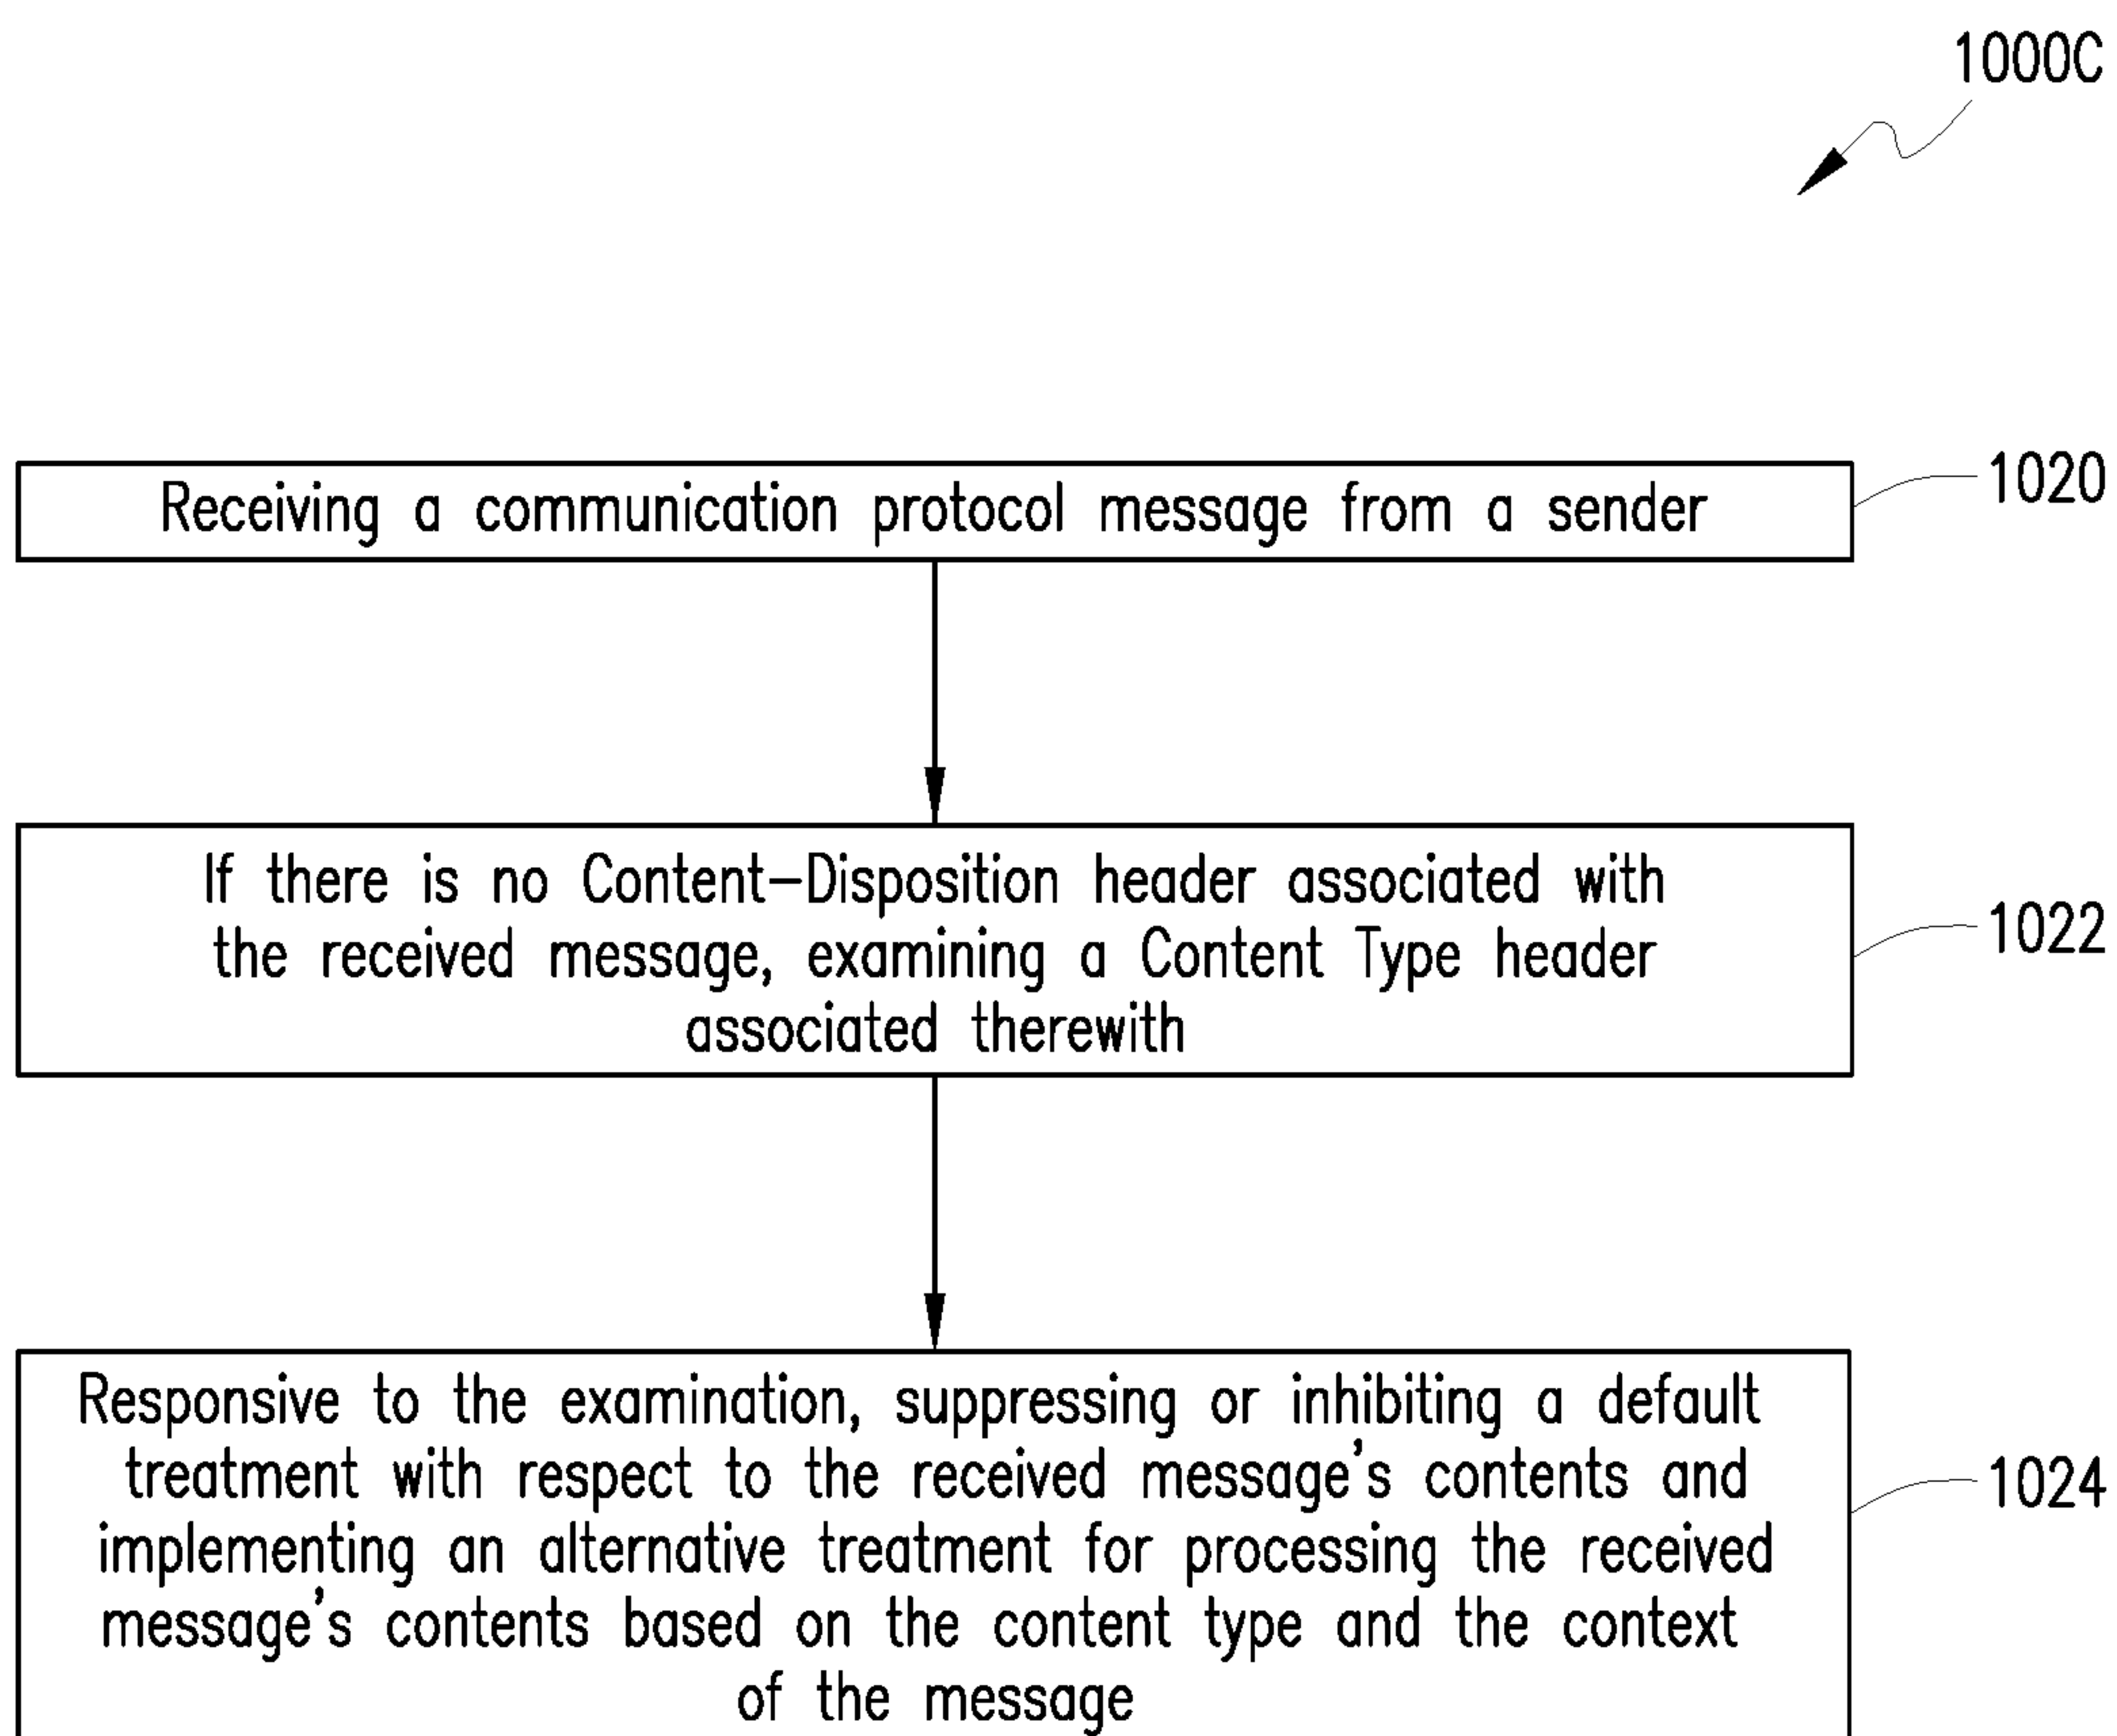 1000C
Receiving a communication protocol message from a sender
1020
If there is no Content-Disposition header associated with
the received message, examining a Content Type header
associated therewith
1022
Responsive to the examination, suppressing or inhibiting a default
treatment with respect to the received message's contents and
implementing an alternative treatment for processing the received
message's contents based on the content type and the context
of the message
1024